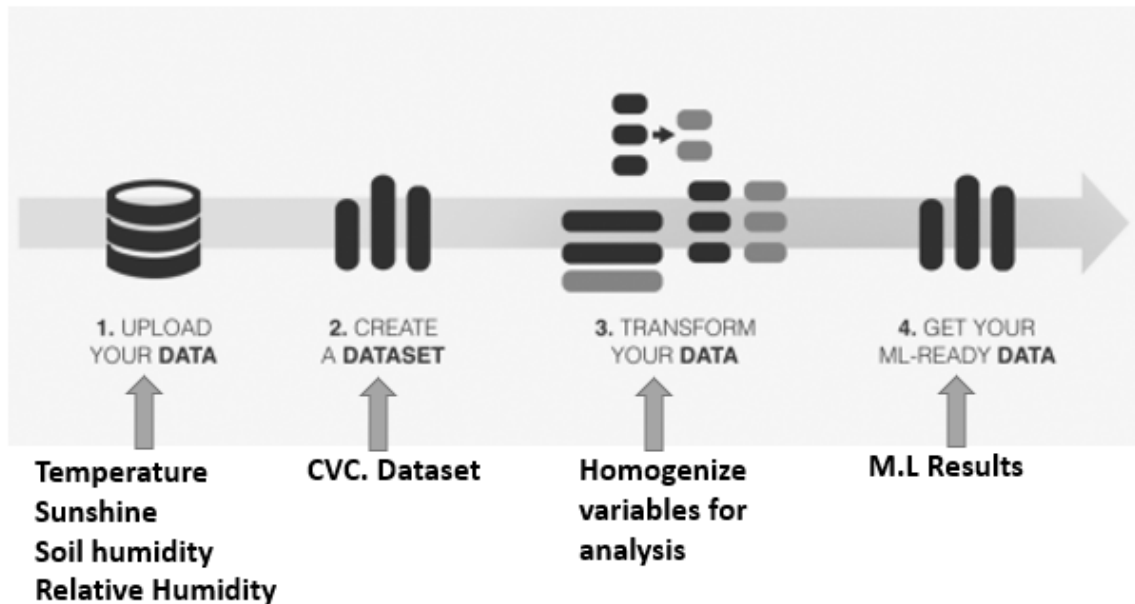 1. UPLOAD
YOUR DATA
2. CREATE
A DATASET
3. TRANSFORM
YOUR DATA
4. GET YOUR
ML-READY DATA
Temperature
Sunshine
Soil humidity
Relative Humidity
CVC. Dataset
Homogenize
variables for
analysis
M.L Results